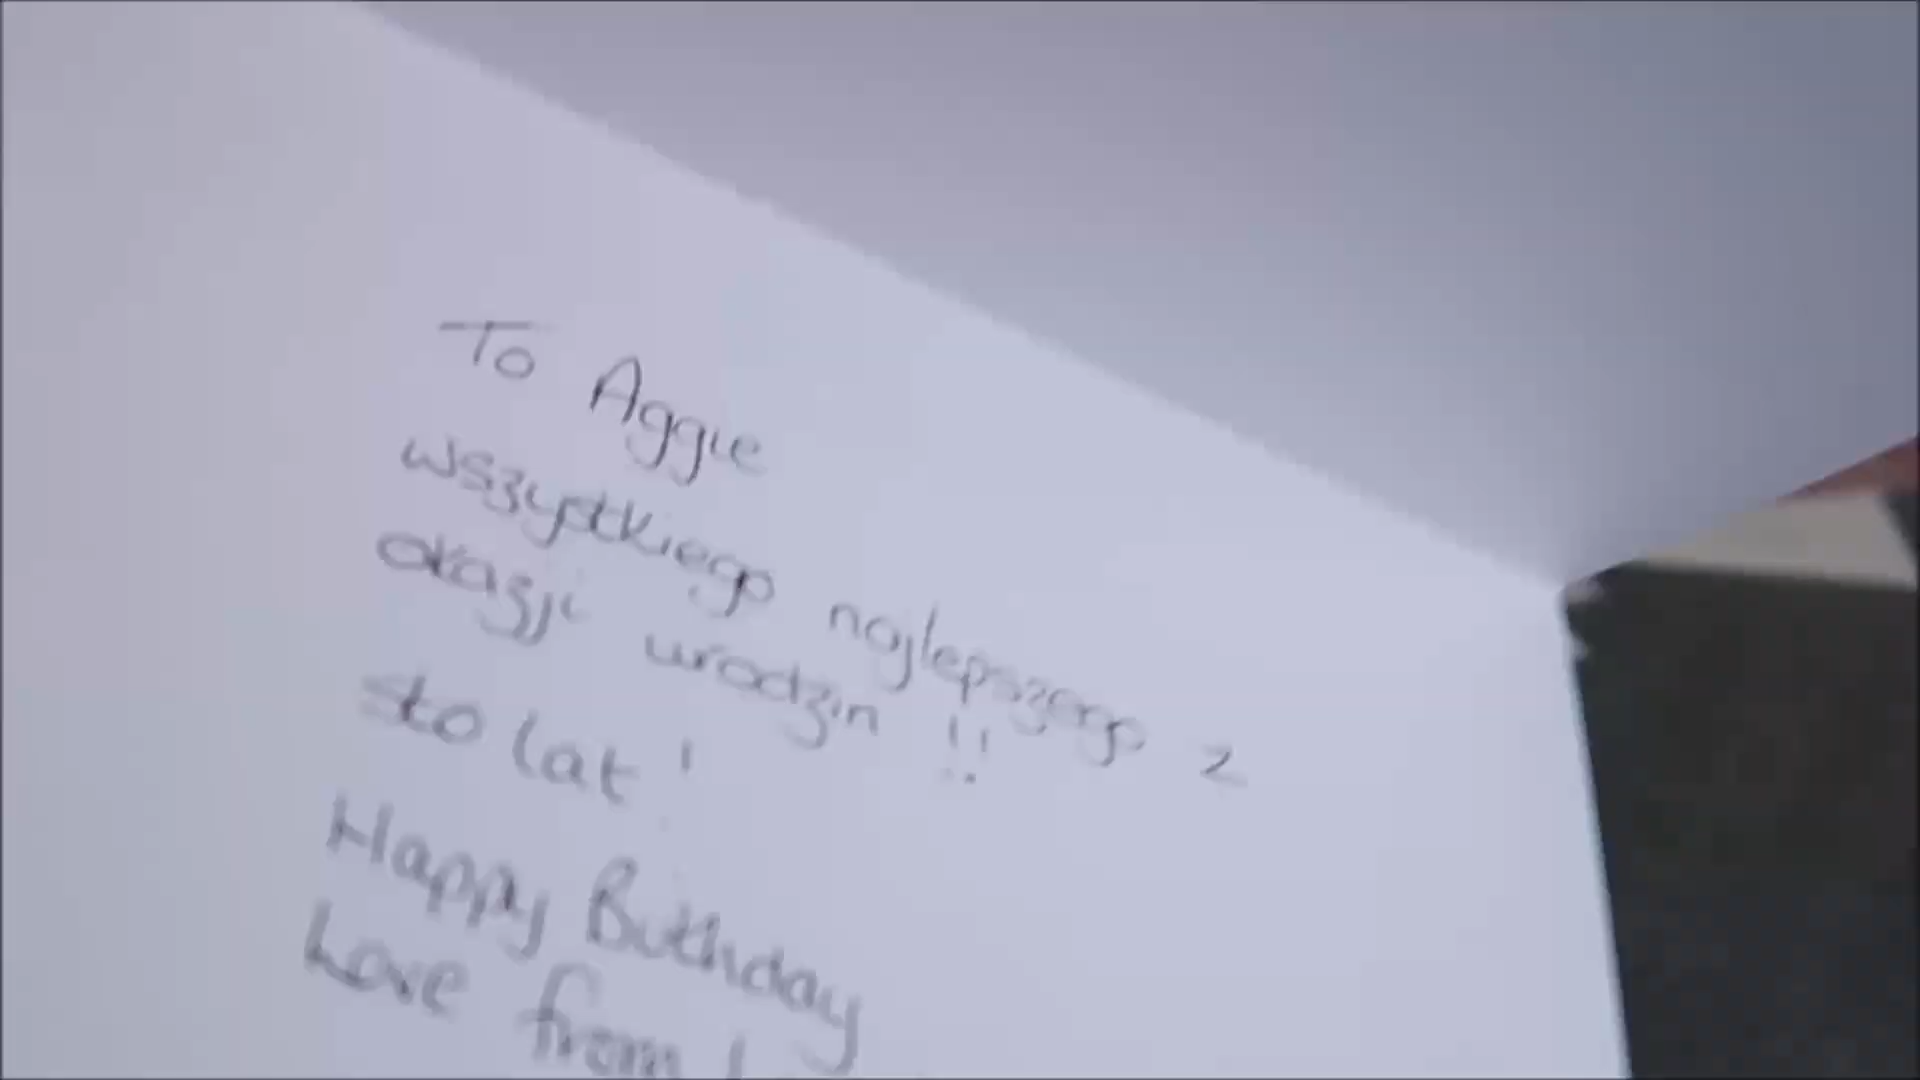 To Aggie
wszystkiego najlepszego z
okazji urodzin !!
sto lat !
Happy Birthday
Love from